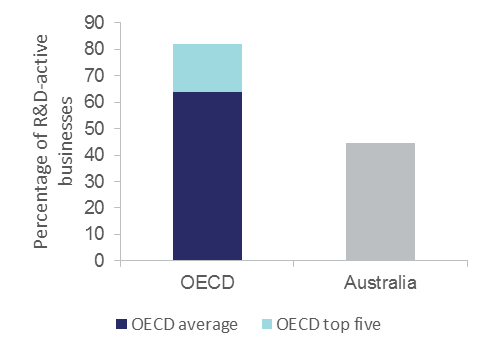 Percentage of R&D-active
businesses
90
80
70
60
50
40
30
20
10
0
OECD
Australia
OECD average
OECD top five